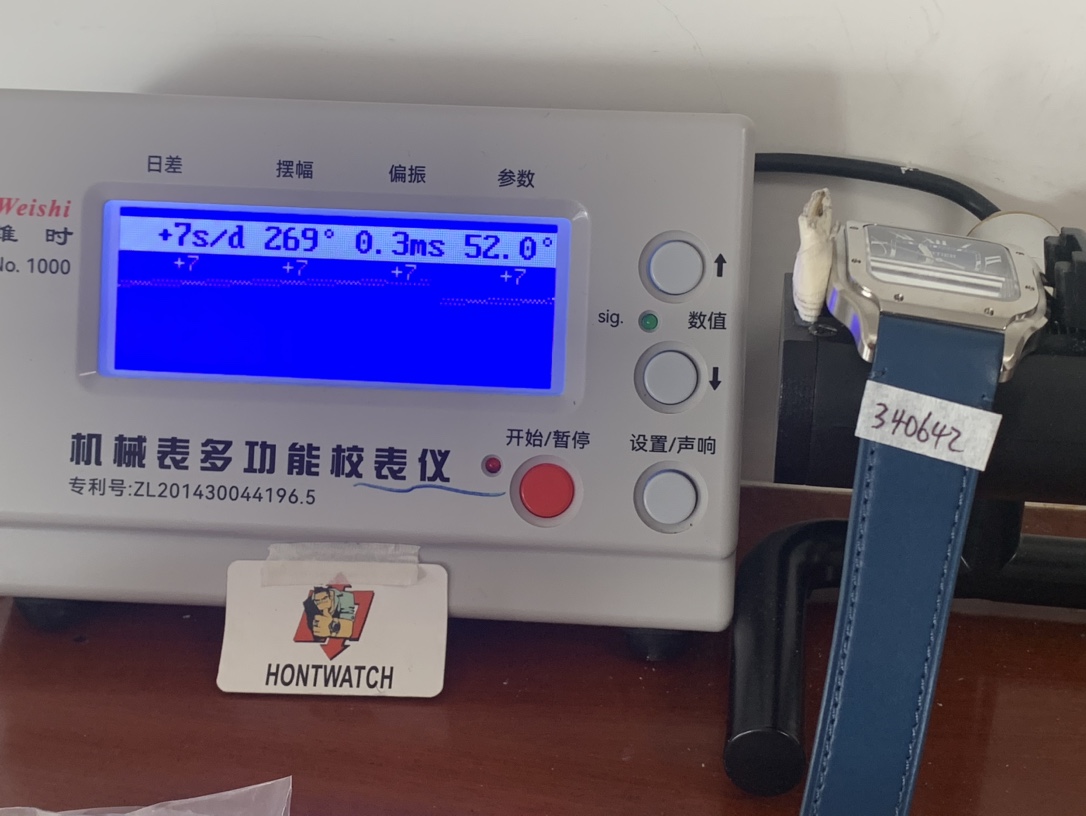 日差 摆幅 偏振 参数
Weishi
准 时
No. 1000
+7s/d 269° 0.3ms 52.0°
+7 +7 +7 +7
sig. 数值
开始/暂停 设置/声响
机械表多功能校表仪
专利号:ZL201430044196.5
HONTWATCH
340642